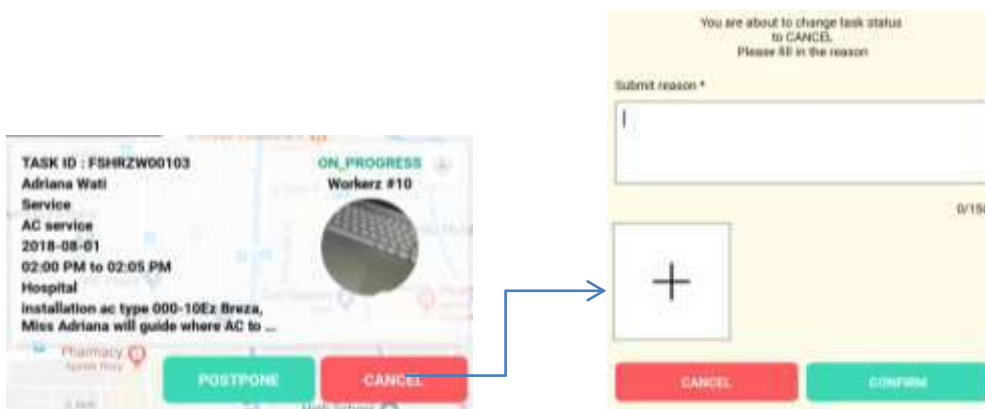 TASK ID : FSHRZW00103
ON_PROGRESS
Adriana Wati
Workerz #10
Service
AC service
2018-08-01
02:00 PM to 02:05 PM
Hospital
installation ac type 000-10Ez Breza,
Miss Adriana will guide where AC to ...
Pharmacy
POSTPONE
CANCEL
High School
You are about to change task status
to CANCEL
Please fill in the reason
Submit reason *
0/150
CANCEL
CONFIRM